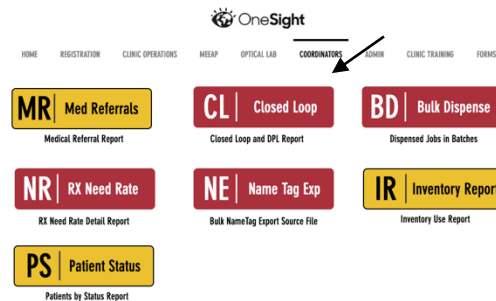 OneSight
HOME REGISTRATION CLINIC OPERATIONS MEEAP OPTICAL LAB COORDINATORS ADMIN CLINIC TRAINING FORMS
MR Med Referrals
Medical Referral Report
CL Closed Loop
Closed Loop and DPL Report
BD Bulk Dispense
Dispensed Jobs in Batches
NR RX Need Rate
RX Need Rate Detail Report
NE Name Tag Exp
Bulk NameTag Export Source File
IR Inventory Report
Inventory Use Report
PS Patient Status
Patients by Status Report